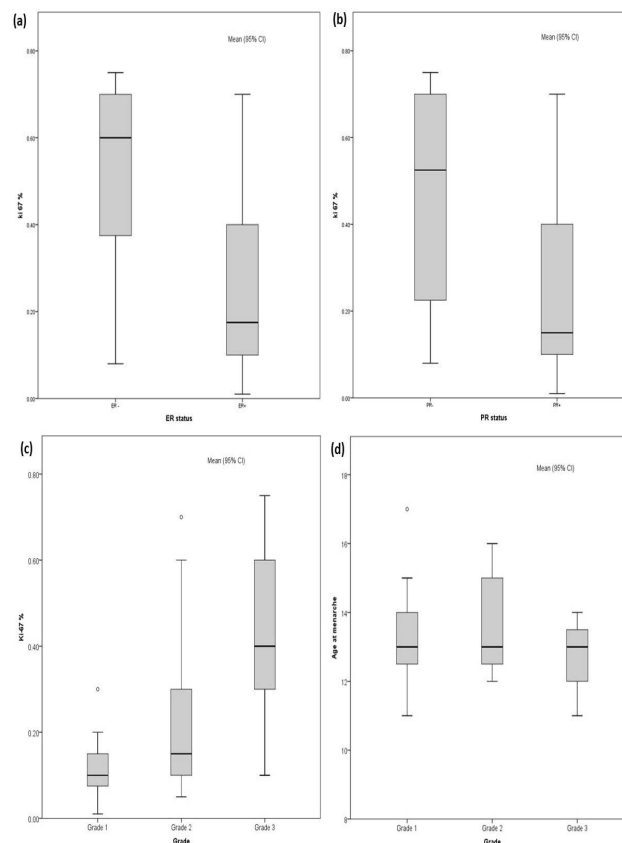 (a)
Mean (95% CI)
0.80
0.60
0.40
0.20
0.00
ki 67 %
ER -
ER+
ER status
(b)
Mean (95% CI)
0.80
0.60
0.40
0.20
0.00
ki 67 %
PR-
PR+
PR status
(c)
Mean (95% CI)
0.80
0.60
0.40
0.20
0.00
Ki-67 %
Grade 1
Grade 2
Grade 3
Grade
(d)
Mean (95% CI)
18
16
14
12
10
8
Age at menarche
Grade 1
Grade 2
Grade 3
Grade